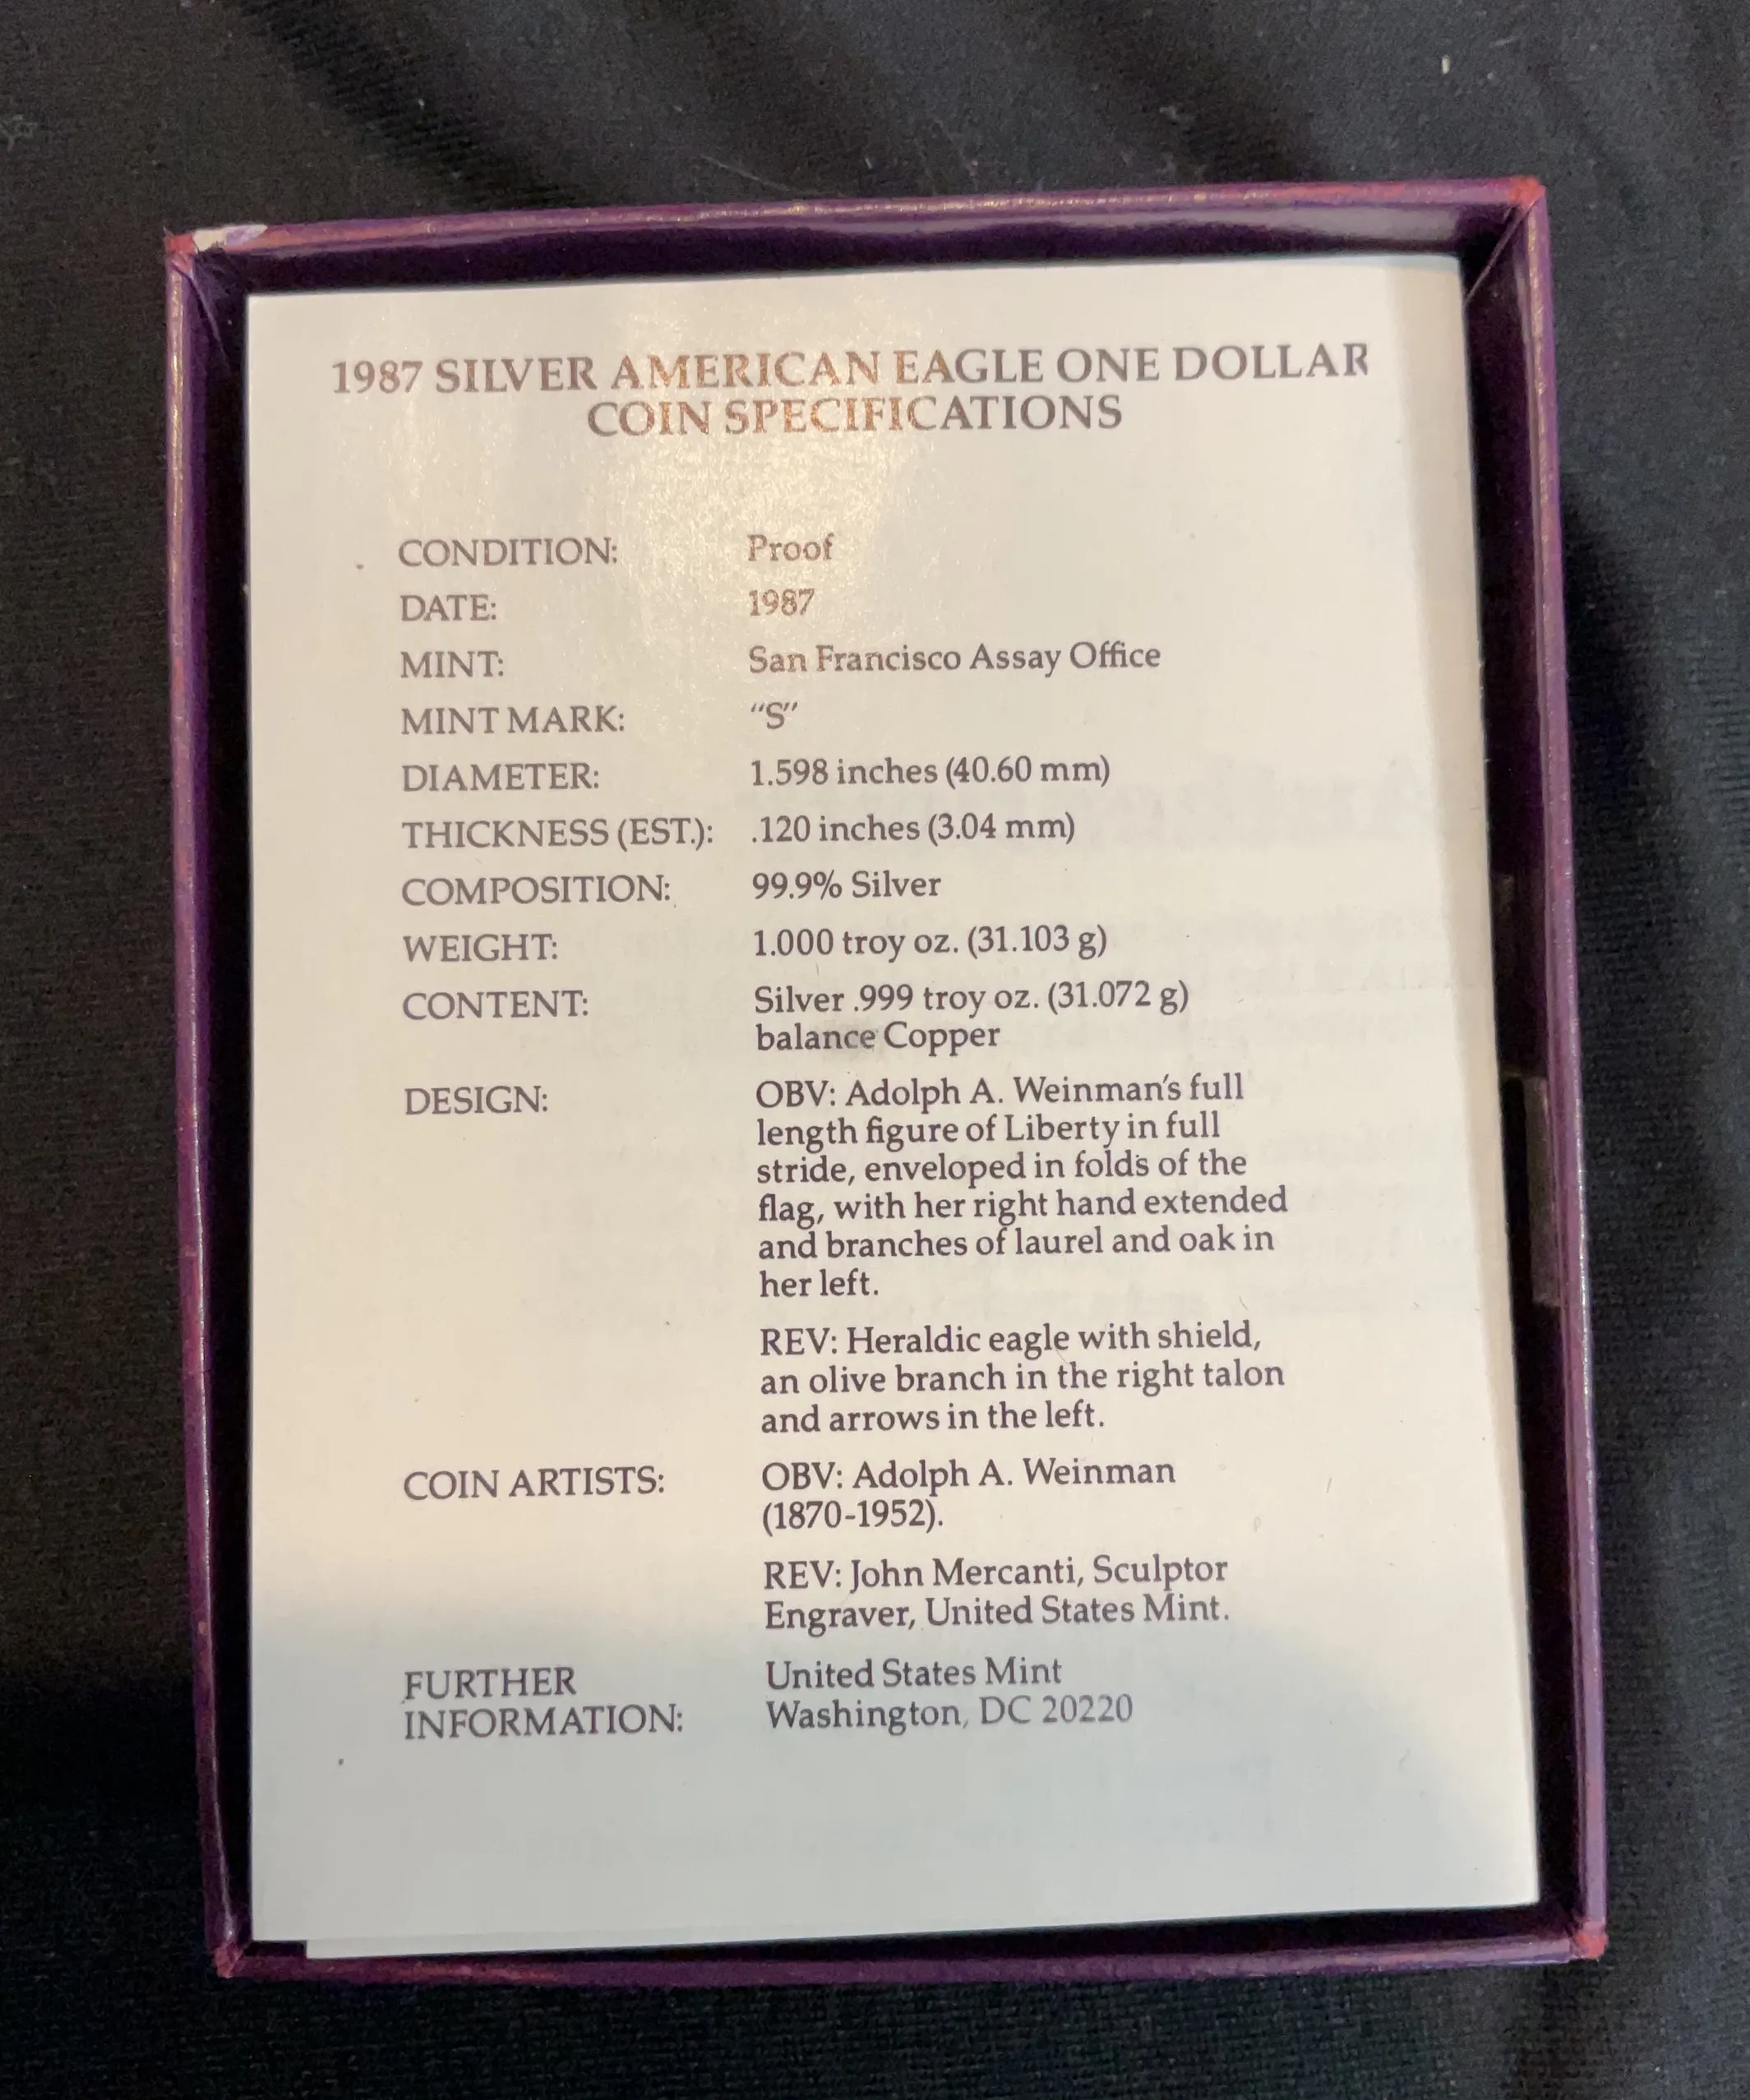 1987 SILVER AMERICAN EAGLE ONE DOLLAR
COIN SPECIFICATIONS
CONDITION: Proof
DATE: 1987
MINT: San Francisco Assay Office
MINT MARK: “S”
DIAMETER: 1.598 inches (40.60 mm)
THICKNESS (EST.): .120 inches (3.04 mm)
COMPOSITION: 99.9% Silver
WEIGHT: 1.000 troy oz. (31.103 g)
CONTENT: Silver .999 troy oz. (31.072 g)
balance Copper
DESIGN: OBV: Adolph A. Weinman's full
length figure of Liberty in full
stride, enveloped in folds of the
flag, with her right hand extended
and branches of laurel and oak in
her left.
REV: Heraldic eagle with shield,
an olive branch in the right talon
and arrows in the left.
COIN ARTISTS: OBV: Adolph A. Weinman
(1870-1952).
REV: John Mercanti, Sculptor
Engraver, United States Mint.
FURTHER United States Mint
INFORMATION: Washington, DC 20220